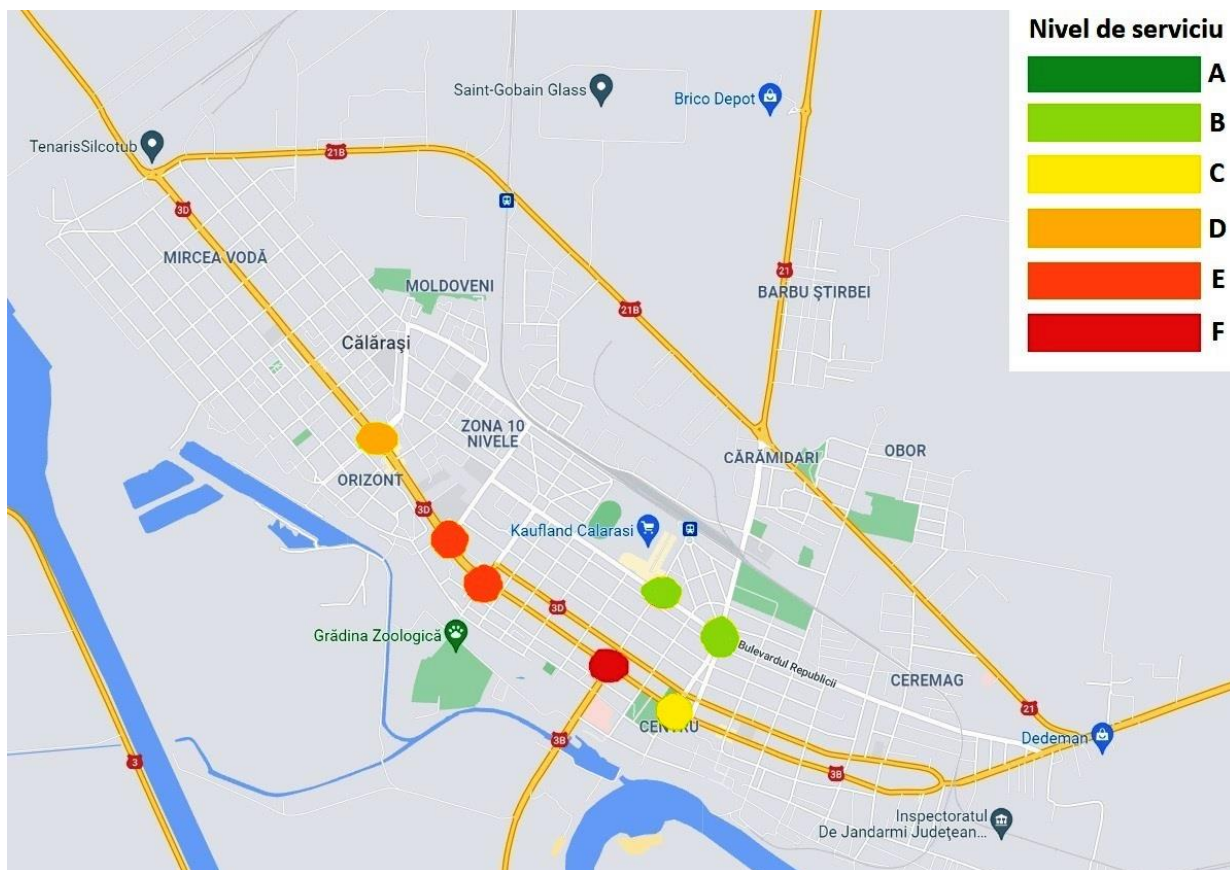 Nivel de serviciu
A
B
C
D
E
F
Saint-Gobain Glass
Brico Depot
TenarisSilcotub
21B
3D
MIRCEA VODĂ
MOLDOVENI
21
BARBU ȘTIRBEI
21B
Călărași
ZONA 10
NIVELE
CĂRĂMIDARI
OBOR
ORIZONT
3D
Kaufland Calarasi
3D
Grădina Zoologică
Bulevardul Republicii
CEREMAG
21
CENTRU
Dedeman
3B
3
3B
Inspectoratul
De Jandarmi Județean...